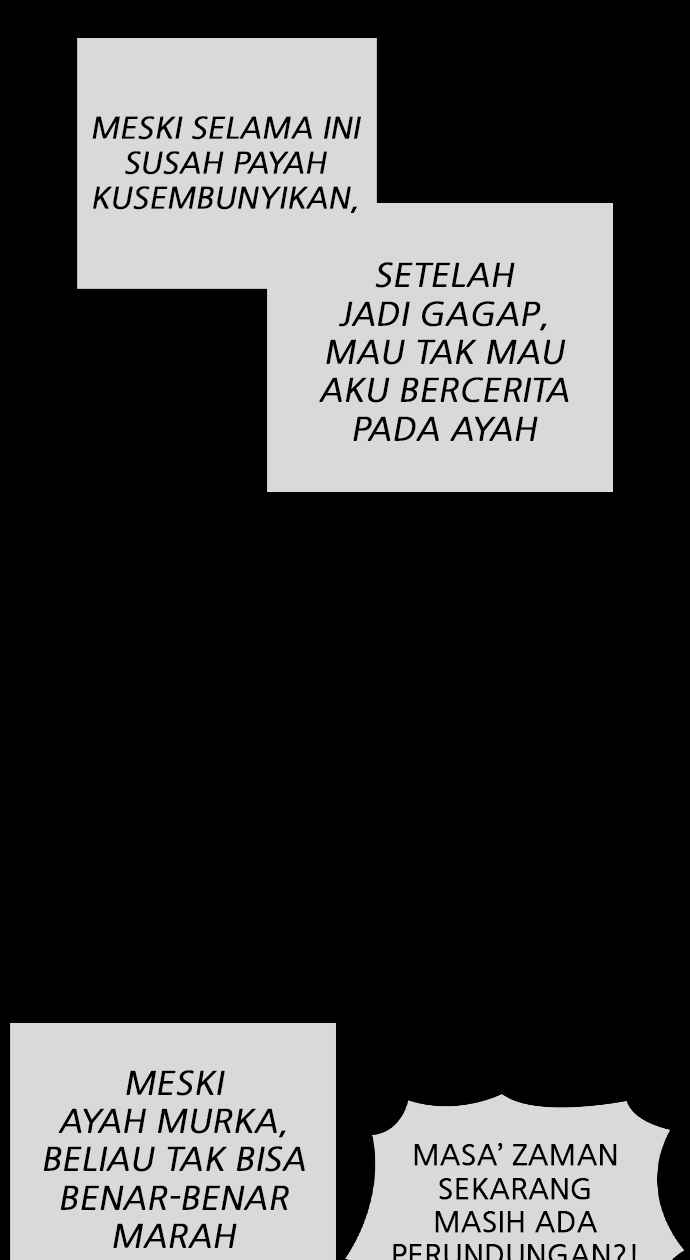 MESKI SELAMA INI
SUSAH PAYAH
KUSEMBUNYIKAN,
SETELAH
JADI GAGAP,
MAU TAK MAU
AKU BERCERITA
PADA AYAH
MESKI
AYAH MURKA,
BELIAU TAK BISA
BENAR-BENAR
MARAH
MASA' ZAMAN
SEKARANG
MASIH ADA
PERUNDUNGAN?!